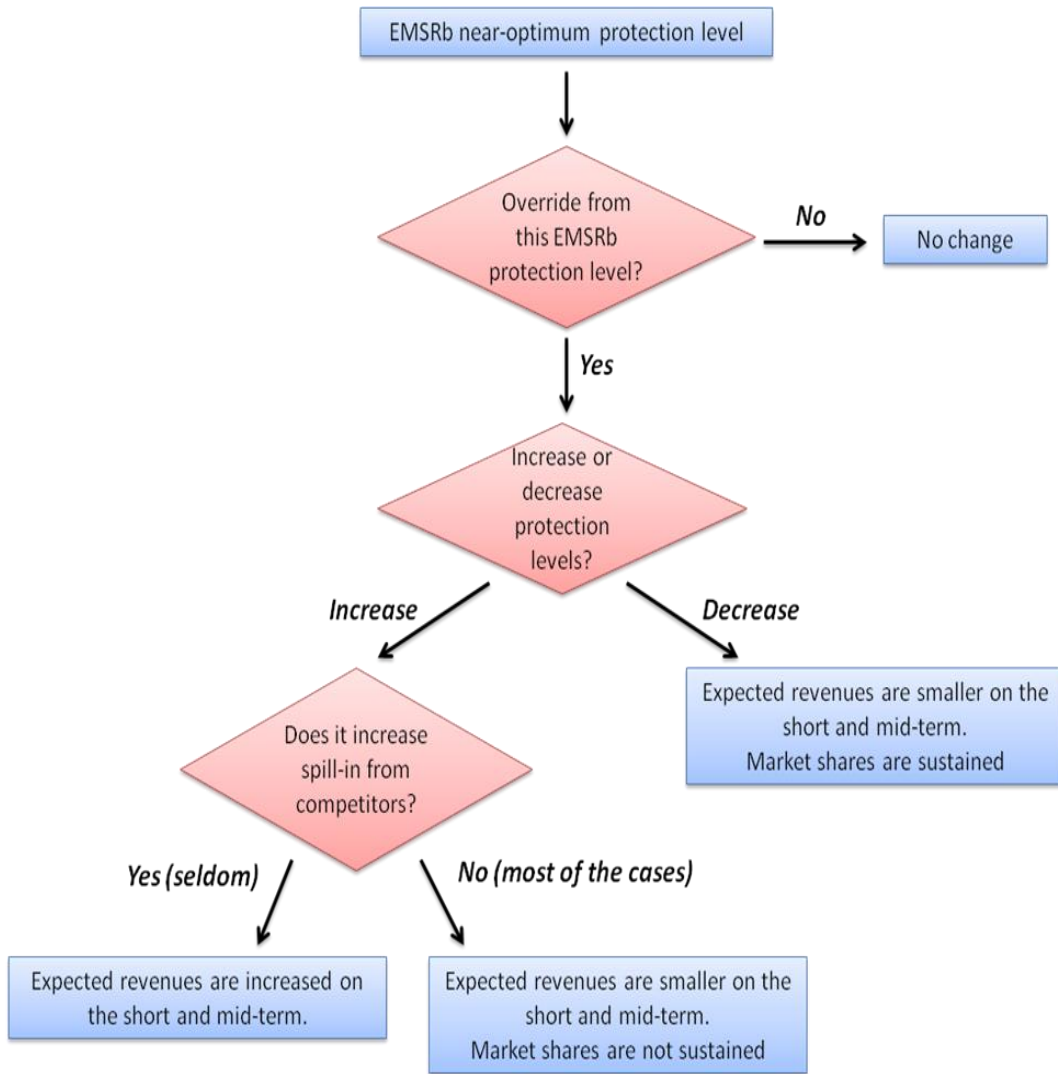 EMSRb near-optimum protection level
Override from
this EMSRb
protection level?
No
No change
Yes
Increase or
decrease
protection
levels?
Increase
Decrease
Expected revenues are smaller on the
short and mid-term.
Market shares are sustained
Does it increase
spill-in from
competitors?
Yes (seldom)
No (most of the cases)
Expected revenues are increased on
the short and mid-term.
Expected revenues are smaller on the
short and mid-term.
Market shares are not sustained